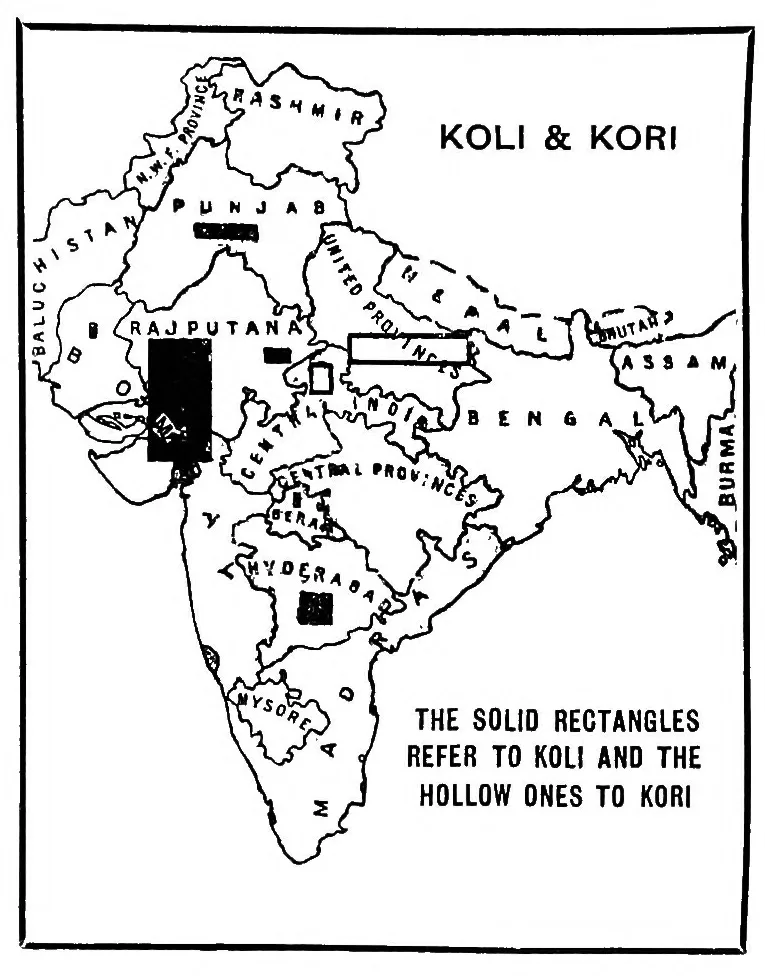 KASHMIR
N.W.F. PROVINCE
KOLI & KORI
PUNJAB
BALUCHISTAN
UNITED PROVINCES
NEPAL
BHUTAN
RAJPUTANA
ASSAM
CENTRAL INDIA
BENGAL
BURMA
CENTRAL PROVINCES
BERAR
HYDERABAD
MYSORE
MADRAS
THE SOLID RECTANGLES
REFER TO KOLI AND THE
HOLLOW ONES TO KORI